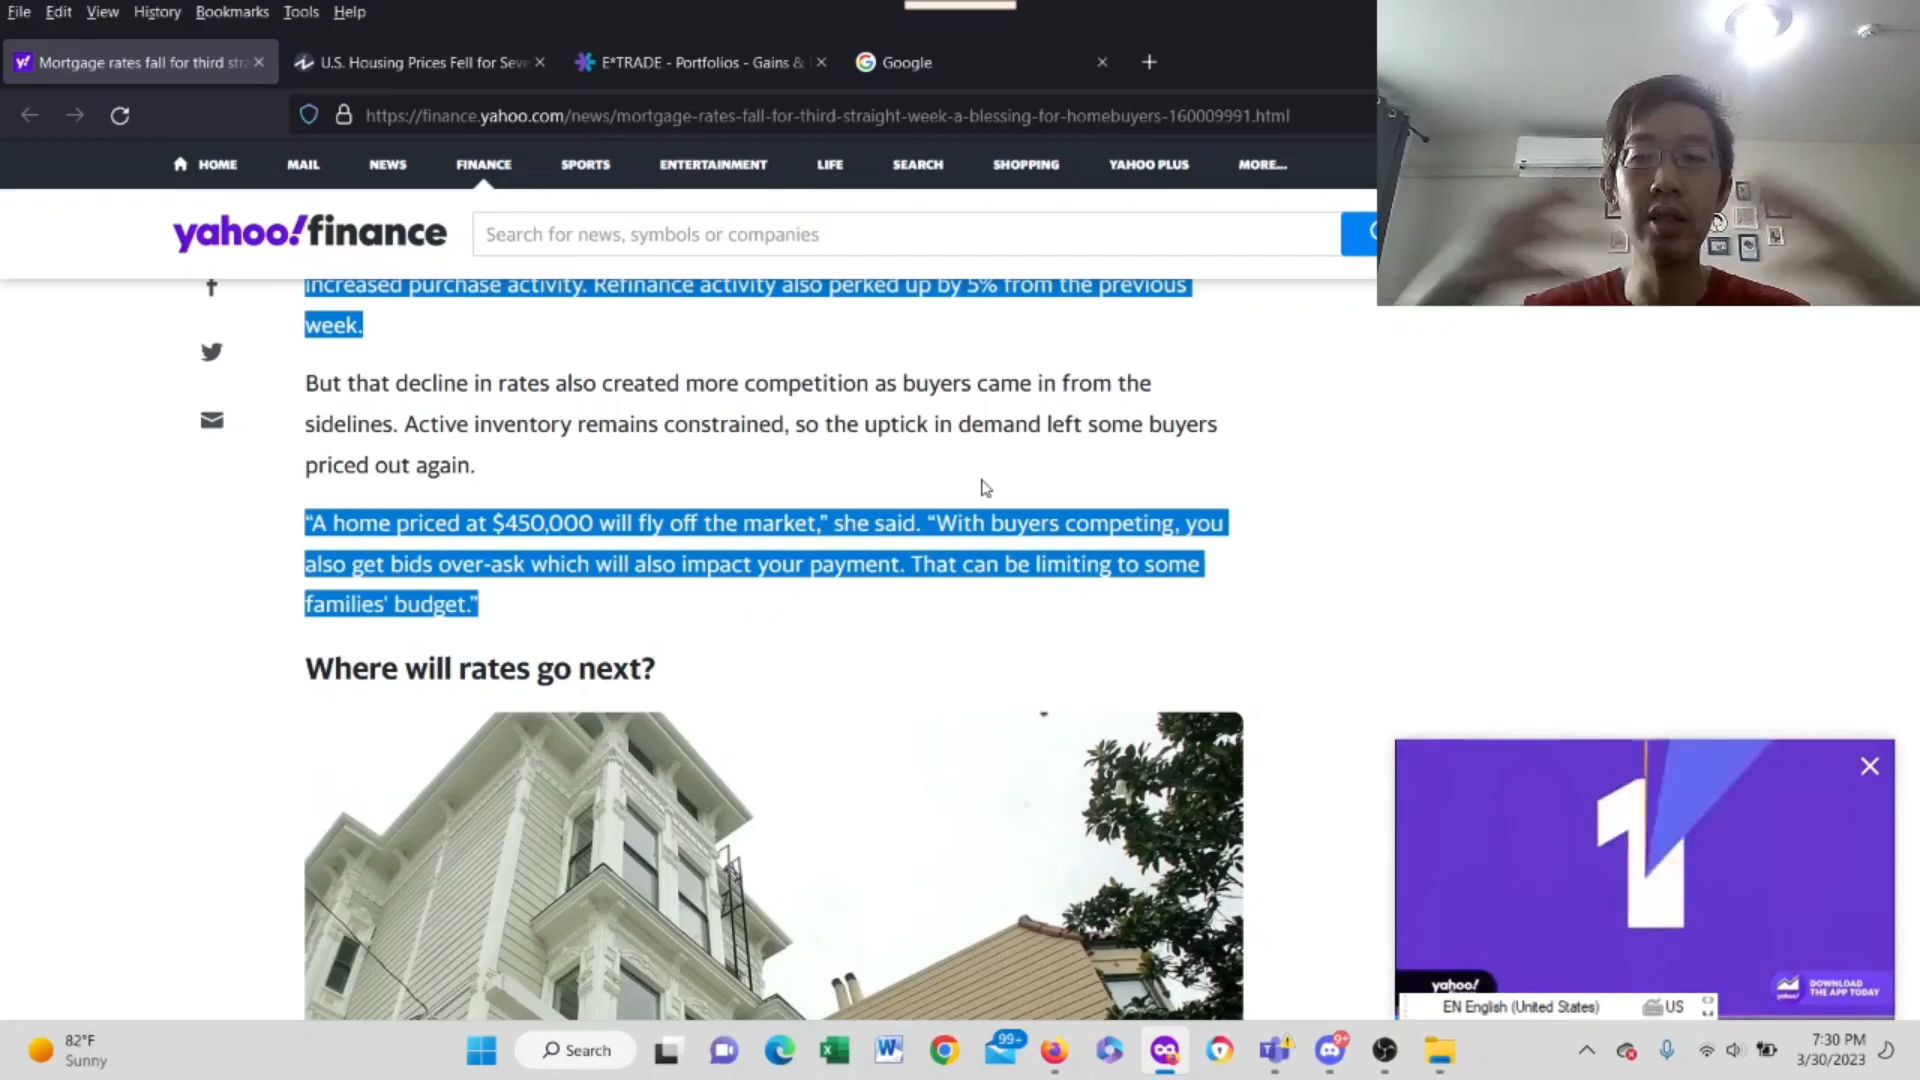 File Edit View History Bookmarks Tools Help
Mortgage rates fall for third stra
U.S. Housing Prices Fell for Seve
E*TRADE - Portfolios - Gains &
Google
https://finance.yahoo.com/news/mortgage-rates-fall-for-third-straight-week-a-blessing-for-homebuyers-160009991.html
HOME MAIL NEWS FINANCE SPORTS ENTERTAINMENT LIFE SEARCH SHOPPING YAHOO PLUS MORE...
yahoo!finance
Search for news, symbols or companies
increased purchase activity. Refinance activity also perked up by 5% from the previous
week.
But that decline in rates also created more competition as buyers came in from the
sidelines. Active inventory remains constrained, so the uptick in demand left some buyers
priced out again.
“A home priced at $450,000 will fly off the market,” she said. “With buyers competing, you
also get bids over-ask which will also impact your payment. That can be limiting to some
families' budget.”
Where will rates go next?
1
yahoo!
DOWNLOAD
THE APP TODAY
EN English (United States) US
82°F
Sunny
Search
99+
9+
7:30 PM
3/30/2023